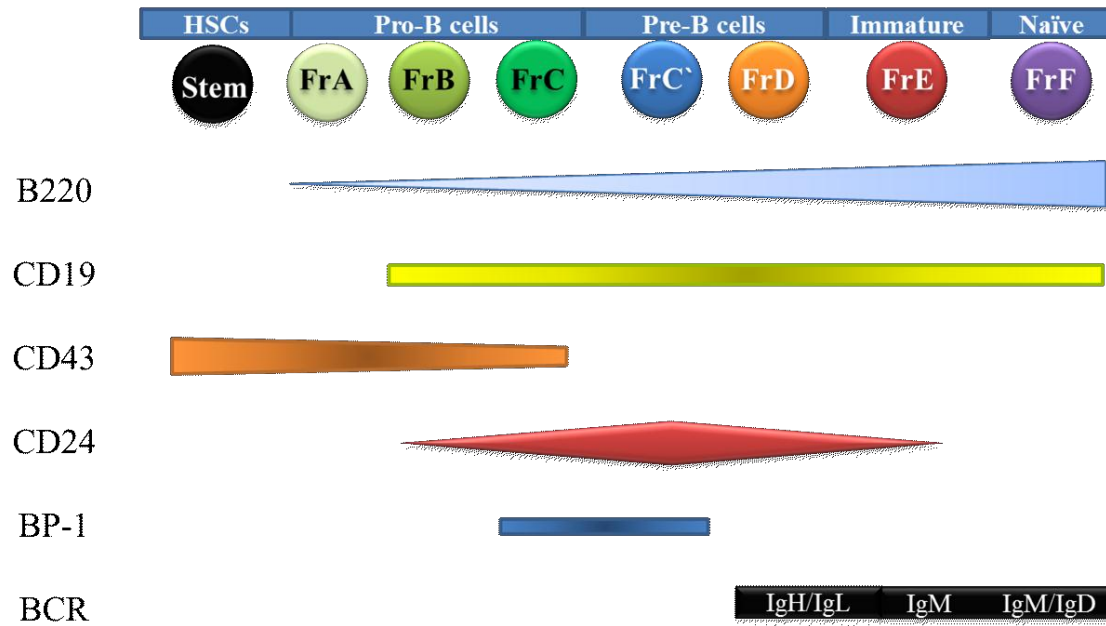 HSCs Pro-B cells Pre-B cells Immature Naïve
Stem FrA FrB FrC FrC` FrD FrE FrF
B220
CD19
CD43
CD24
BP-1
BCR IgH/IgL IgM IgM/IgD